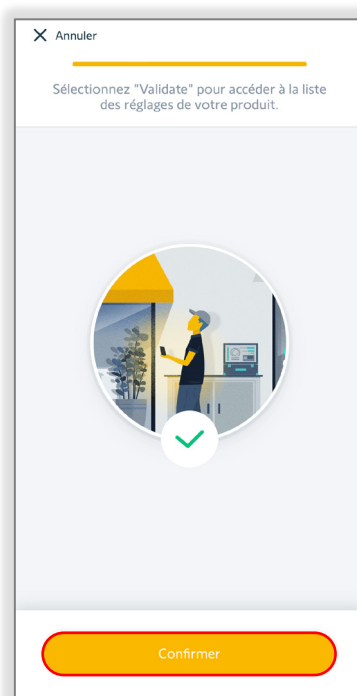 Annuler
Sélectionnez "Validate" pour accéder à la liste
des réglages de votre produit.
Confirmer